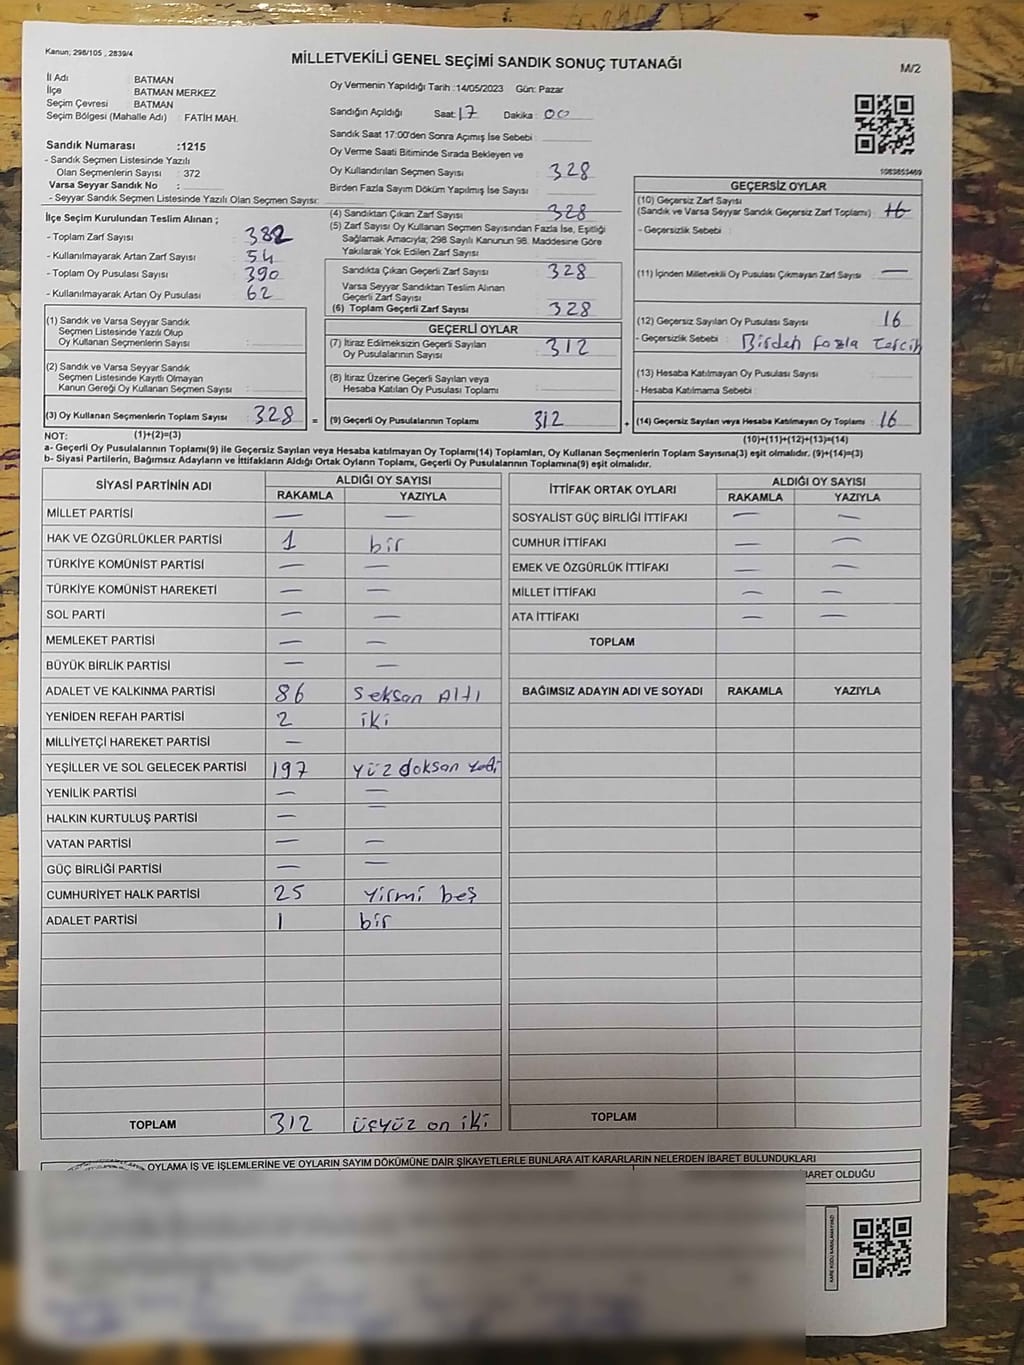 Kanun; 298/105 , 2839/4
MİLLETVEKİLİ GENEL SEÇİMİ SANDIK SONUÇ TUTANAĞI
M/2
İl Adı BATMAN
İlçe BATMAN MERKEZ
Seçim Çevresi BATMAN
Seçim Bölgesi (Mahalle Adı) : FATİH MAH.
Oy Vermenin Yapıldığı Tarih :14/05/2023 Gün: Pazar
Sandığın Açıldığı Saat: 17 Dakika : 00
Sandık Saat 17:00'den Sonra Açımış İse Sebebi :
Sandık Numarası :1215
- Sandık Seçmen Listesinde Yazılı
Olan Seçmenlerin Sayısı : 372
Varsa Seyyar Sandık No :
- Seyyar Sandık Seçmen Listesinde Yazılı Olan Seçmen Sayısı:
Oy Verme Saati Bitiminde Sırada Bekleyen ve
Oy Kullandırılan Seçmen Sayısı : 328
Birden Fazla Sayım Döküm Yapılmış İse Sayısı :
1083853469
İlçe Seçim Kurulundan Teslim Alınan ;
- Toplam Zarf Sayısı : 382
- Kullanılmayarak Artan Zarf Sayısı : 54
- Toplam Oy Pusulası Sayısı : 390
- Kullanılmayarak Artan Oy Pusulası : 62
(4) Sandıktan Çıkan Zarf Sayısı : 328
(5) Zarf Sayısı Oy Kullanan Seçmen Sayısından Fazla İse, Eşitliği
Sağlamak Amacıyla; 298 Sayılı Kanunun 98. Maddesine Göre
Yakılarak Yok Edilen Zarf Sayısı :
Sandıkta Çıkan Geçerli Zarf Sayısı : 328
Varsa Seyyar Sandıktan Teslim Alınan
Geçerli Zarf Sayısı :
(6) Toplam Geçerli Zarf Sayısı : 328
GEÇERSİZ OYLAR
(10) Geçersiz Zarf Sayısı
(Sandık ve Varsa Seyyar Sandık Geçersiz Zarf Toplamı) : 16
- Geçersizlik Sebebi :
(11) İçinden Milletvekili Oy Pusulası Çıkmayan Zarf Sayısı : —
(12) Geçersiz Sayılan Oy Pusulası Sayısı : 16
- Geçersizlik Sebebi : Birden fazla tercih
(13) Hesaba Katılmayan Oy Pusulası Sayısı :
- Hesaba Katılmama Sebebi :
(1) Sandık ve Varsa Seyyar Sandık
Seçmen Listesinde Yazılı Olup
Oy Kullanan Seçmenlerin Sayısı :
(2) Sandık ve Varsa Seyyar Sandık
Seçmen Listesinde Kayıtlı Olmayan
Kanun Gereği Oy Kullanan Seçmen Sayısı :
GEÇERLİ OYLAR
(7) İtiraz Edilmeksizin Geçerli Sayılan
Oy Pusulalarının Sayısı : 312
(8) İtiraz Üzerine Geçerli Sayılan veya
Hesaba Katılan Oy Pusulası Toplamı :
(3) Oy Kullanan Seçmenlerin Toplam Sayısı : 328 = (9) Geçerli Oy Pusulalarının Toplamı : 312 + (14) Geçersiz Sayılan veya Hesaba Katılmayan Oy Toplamı : 16
NOT: (1)+(2)=(3) (10)+(11)+(12)+(13)=(14)
a- Geçerli Oy Pusulalarının Toplamı(9) ile Geçersiz Sayılan veya Hesaba katılmayan Oy Toplamı(14) Toplamları, Oy Kullanan Seçmenlerin Toplam Sayısına(3) eşit olmalıdır. (9)+(14)=(3)
b- Siyasi Partilerin, Bağımsız Adayların ve İttifakların Aldığı Ortak Oyların Toplamı, Geçerli Oy Pusulalarının Toplamına(9) eşit olmalıdır.
SİYASİ PARTİNİN ADI ALDIĞI OY SAYISI
RAKAMLA YAZIYLA
MİLLET PARTİSİ — —
HAK VE ÖZGÜRLÜKLER PARTİSİ 1 bir
TÜRKİYE KOMÜNİST PARTİSİ — —
TÜRKİYE KOMÜNİST HAREKETİ — —
SOL PARTİ — —
MEMLEKET PARTİSİ — —
BÜYÜK BİRLİK PARTİSİ — —
ADALET VE KALKINMA PARTİSİ 86 seksan Altı
YENİDEN REFAH PARTİSİ 2 iki
MİLLİYETÇİ HAREKET PARTİSİ —
YEŞİLLER VE SOL GELECEK PARTİSİ 197 yüz doksan yedi
YENİLİK PARTİSİ — —
HALKIN KURTULUŞ PARTİSİ — —
VATAN PARTİSİ — —
GÜÇ BİRLİĞİ PARTİSİ — —
CUMHURİYET HALK PARTİSİ 25 yirmi beş
ADALET PARTİSİ 1 bir
TOPLAM 312 üçyüz on iki
İTTİFAK ORTAK OYLARI ALDIĞI OY SAYISI
RAKAMLA YAZIYLA
SOSYALİST GÜÇ BİRLİĞİ İTTİFAKI — —
CUMHUR İTTİFAKI — —
EMEK VE ÖZGÜRLÜK İTTİFAKI — —
MİLLET İTTİFAKI — —
ATA İTTİFAKI — —
TOPLAM
BAĞIMSIZ ADAYIN ADI VE SOYADI RAKAMLA YAZIYLA
TOPLAM
OYLAMA İŞ VE İŞLEMLERİNE VE OYLARIN SAYIM DÖKÜMÜNE DAİR ŞİKAYETLERLE BUNLARA AİT KARARLARIN NELERDEN İBARET BULUNDUKLARI
İBARET OLDUĞU